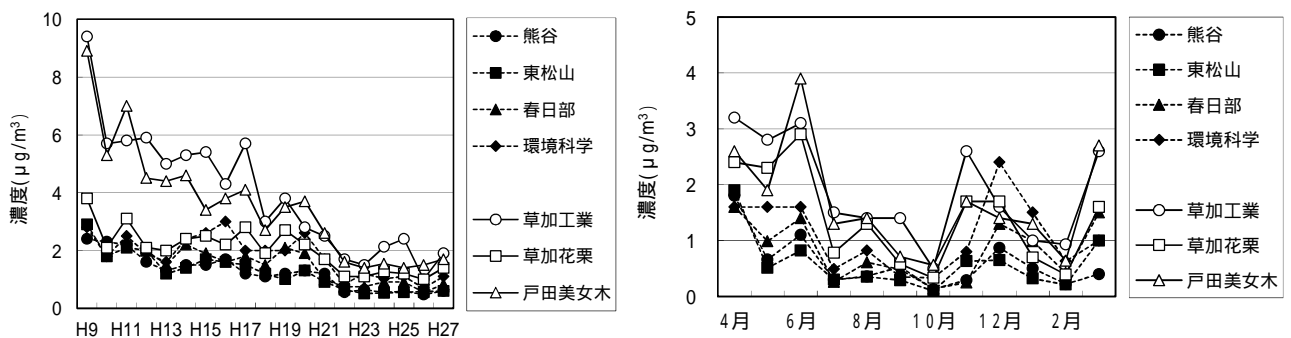 濃度(μg/m³)
10
8
6
4
2
0
H9 H11 H13 H15 H17 H19 H21 H23 H25 H27
熊谷
東松山
春日部
環境科学
草加工業
草加花栗
戸田美女木
濃度(μg/m³)
5
4
3
2
1
0
4月 6月 8月 10月 12月 2月
熊谷
東松山
春日部
環境科学
草加工業
草加花栗
戸田美女木